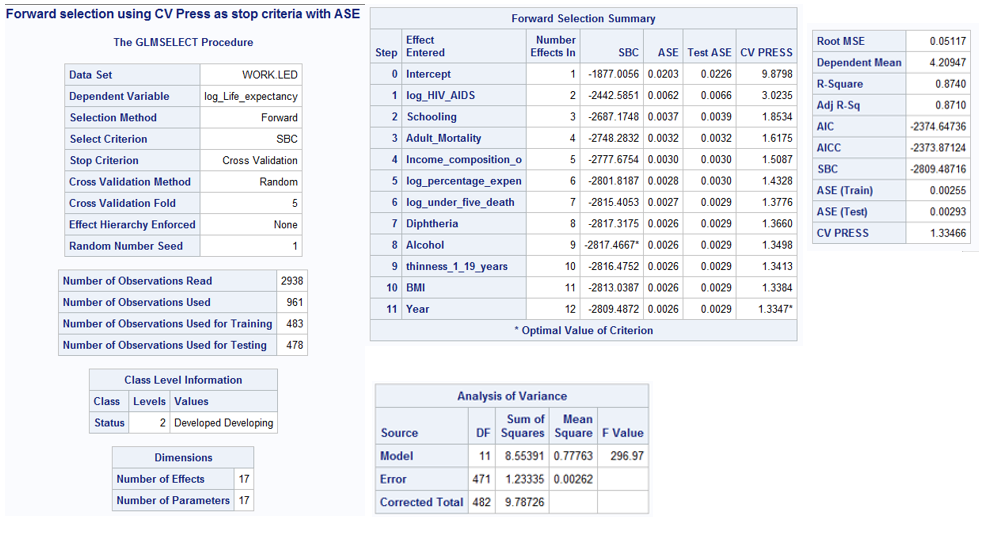 Forward selection using CV Press as stop criteria with ASE
The GLMSELECT Procedure
Data Set WORK.LED
Dependent Variable log_Life_expectancy
Selection Method Forward
Select Criterion SBC
Stop Criterion Cross Validation
Cross Validation Method Random
Cross Validation Fold 5
Effect Hierarchy Enforced None
Random Number Seed 1
Number of Observations Read 2938
Number of Observations Used 961
Number of Observations Used for Training 483
Number of Observations Used for Testing 478
Class Level Information
Class Levels Values
Status 2 Developed Developing
Dimensions
Number of Effects 17
Number of Parameters 17
Forward Selection Summary
Effect Number
Step Entered Effects In SBC ASE Test ASE CV PRESS
0 Intercept 1 -1877.0056 0.0203 0.0226 9.8798
1 log_HIV_AIDS 2 -2442.5851 0.0062 0.0066 3.0235
2 Schooling 3 -2687.1748 0.0037 0.0039 1.8534
3 Adult_Mortality 4 -2748.2832 0.0032 0.0032 1.6175
4 Income_composition_o 5 -2777.6754 0.0030 0.0030 1.5087
5 log_percentage_expen 6 -2801.8187 0.0028 0.0030 1.4328
6 log_under_five_death 7 -2815.4053 0.0027 0.0029 1.3776
7 Diphtheria 8 -2817.3175 0.0026 0.0029 1.3660
8 Alcohol 9 -2817.4667* 0.0026 0.0029 1.3498
9 thinness_1_19_years 10 -2816.4752 0.0026 0.0029 1.3413
10 BMI 11 -2813.0387 0.0026 0.0029 1.3384
11 Year 12 -2809.4872 0.0026 0.0029 1.3347*
* Optimal Value of Criterion
Analysis of Variance
Sum of Mean
Source DF Squares Square F Value
Model 11 8.55391 0.77763 296.97
Error 471 1.23335 0.00262
Corrected Total 482 9.78726
Root MSE 0.05117
Dependent Mean 4.20947
R-Square 0.8740
Adj R-Sq 0.8710
AIC -2374.64736
AICC -2373.87124
SBC -2809.48716
ASE (Train) 0.00255
ASE (Test) 0.00293
CV PRESS 1.33466